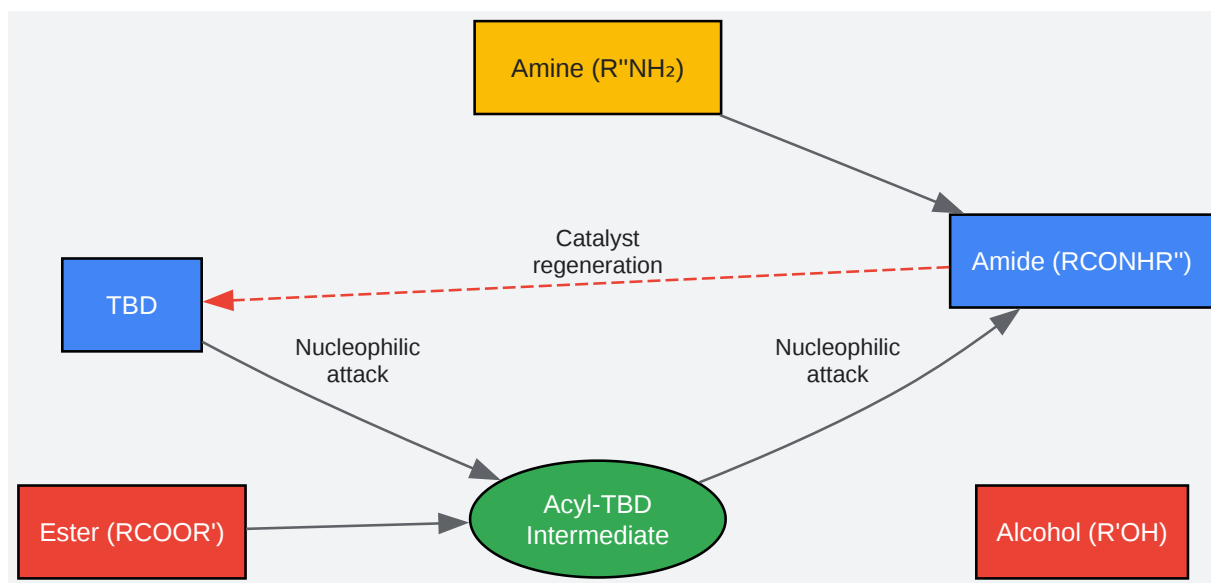 Amine (R"NH₂)
Catalyst
regeneration
Amide (RCONHR")
TBD
Nucleophilic
attack
Nucleophilic
attack
Ester (RCOOR')
Acyl-TBD
Intermediate
Alcohol (R'OH)